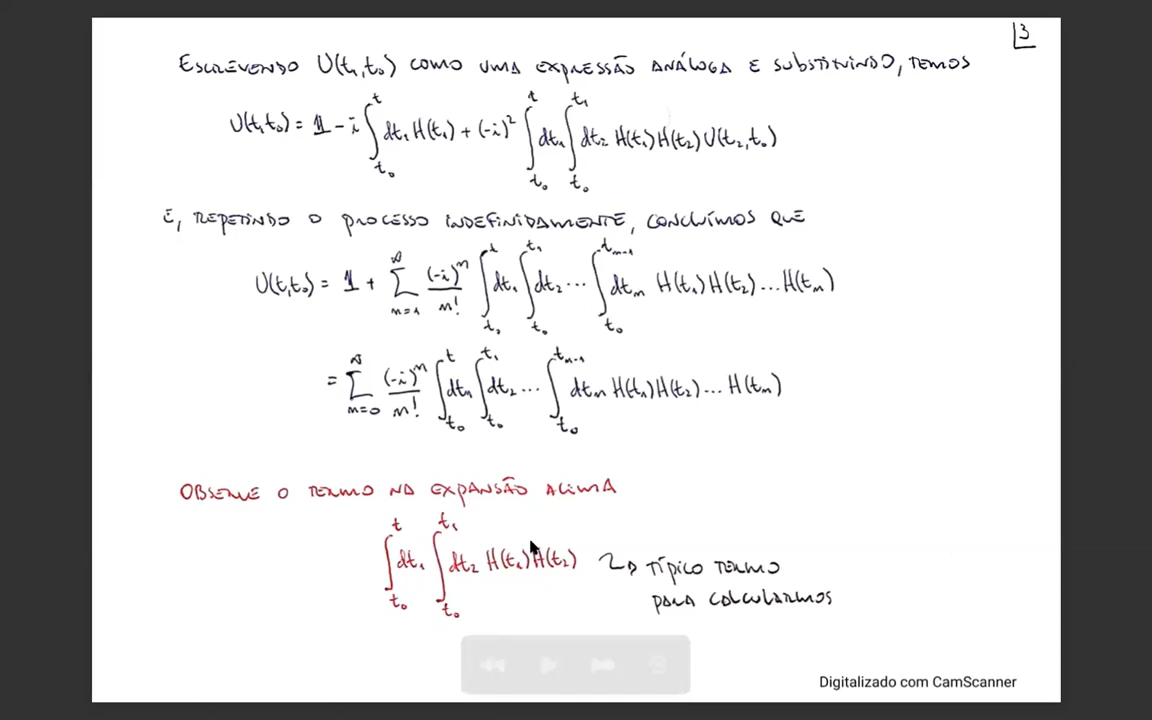 3
ESCREVENDO U(t₁,t₀) COMO UMA EXPRESSÃO ANÁLOGA E SUBSTITUINDO, TEMOS
U(t,t₀) = 1 - i ∫_{t₀}^{t} dt₁ H(t₁) + (-i)² ∫_{t₀}^{t} dt₁ ∫_{t₀}^{t₁} dt₂ H(t₁)H(t₂)U(t₂,t₀)
E, REPETINDO O PROCESSO INDEFINIDAMENTE, CONCLUÍMOS QUE
U(t,t₀) = 1 + ∑_{n=1}^{∞} (-i)ⁿ/n! ∫_{t₀}^{t} dt₁ ∫_{t₀}^{t₁} dt₂ ... ∫_{t₀}^{t_{n-1}} dtₙ H(t₁)H(t₂)...H(tₙ)
= ∑_{n=0}^{∞} (-i)ⁿ/n! ∫_{t₀}^{t} dt₁ ∫_{t₀}^{t₁} dt₂ ... ∫_{t₀}^{t_{n-1}} dtₙ H(t₁)H(t₂)...H(tₙ)
OBSERVE O TERMO NA EXPANSÃO ACIMA
∫_{t₀}^{t} dt₁ ∫_{t₀}^{t₁} dt₂ H(t₁)H(t₂)
TÍPICO TERMO
PARA CALCULARMOS
Digitalizado com CamScanner